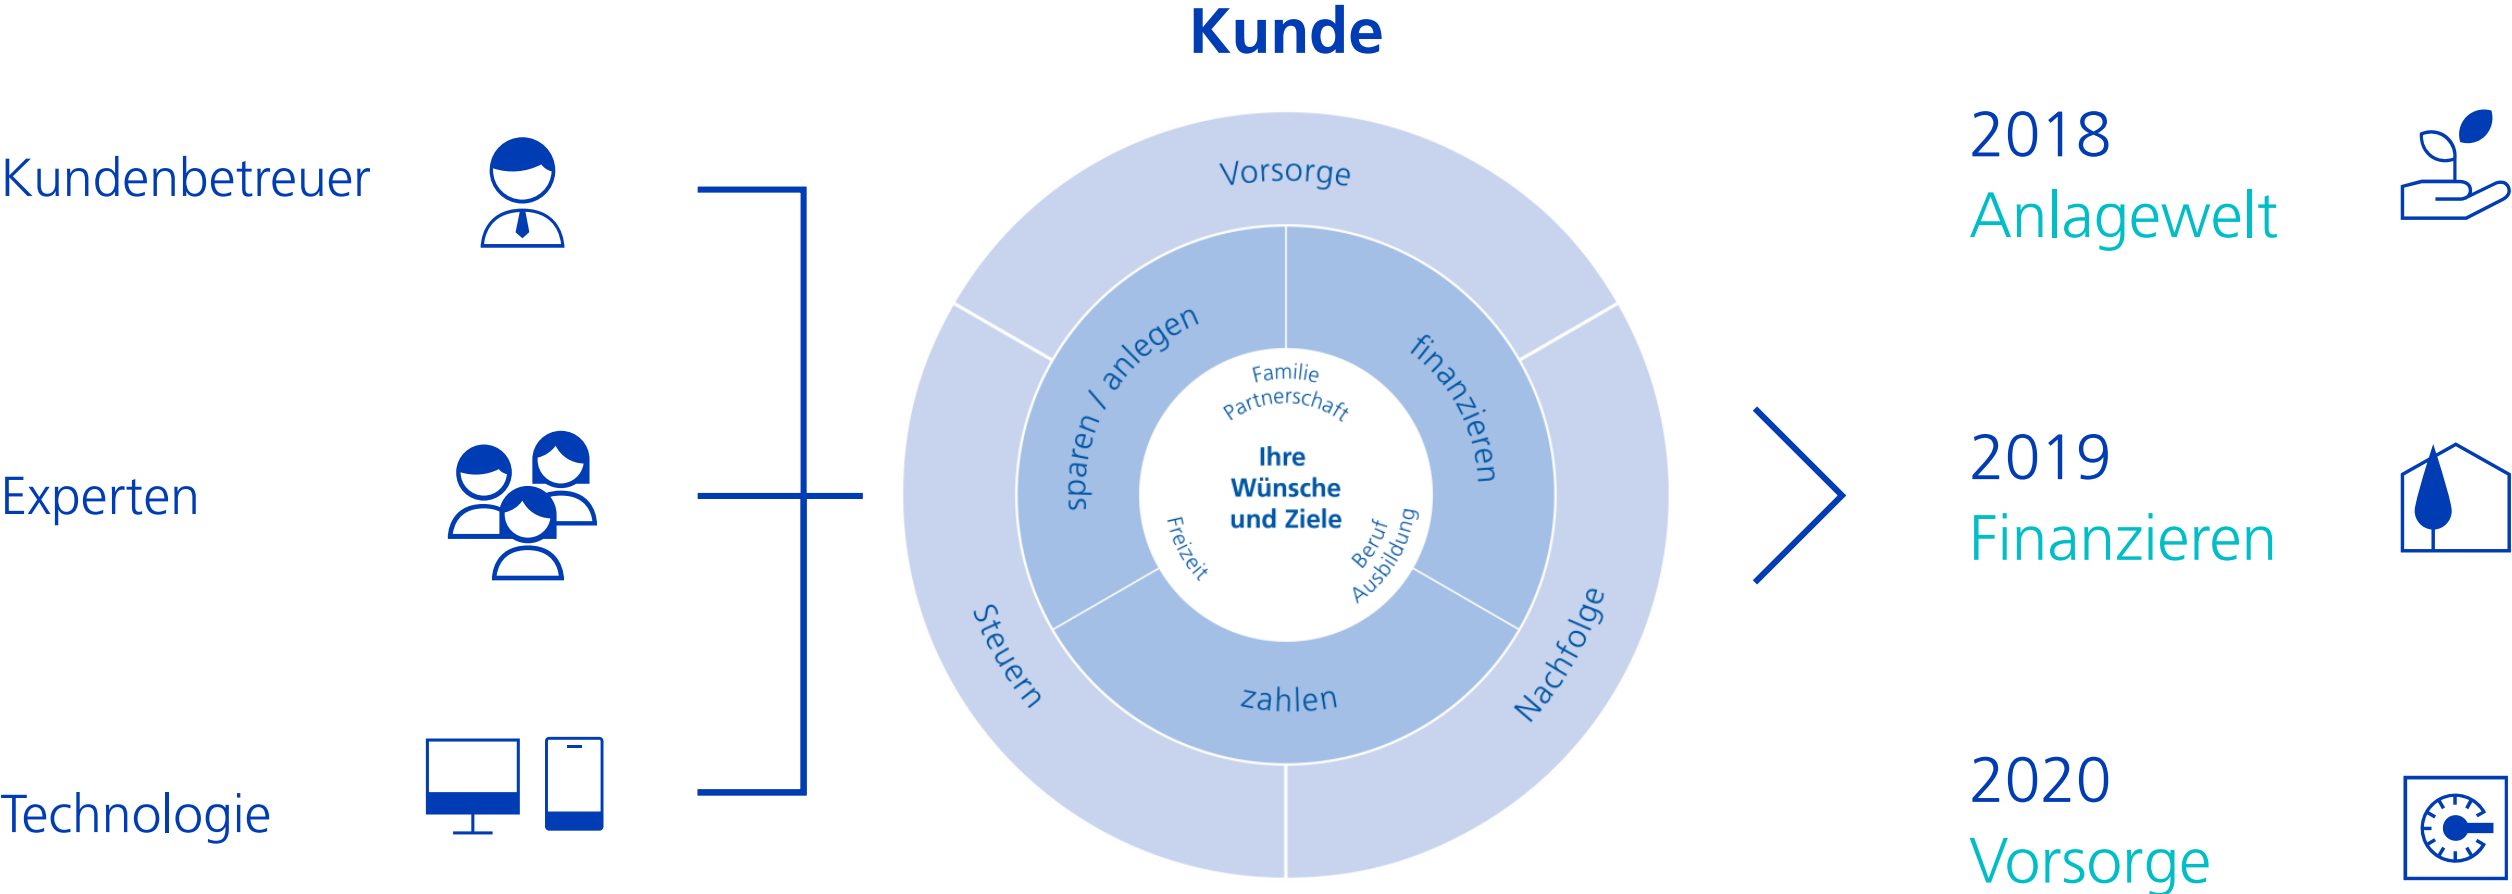 Kunde
Kundenbetreuer
Experten
Technologie
Vorsorge
sparen / anlegen
finanzieren
Familie
Partnerschaft
Ihre
Wünsche
und Ziele
Freizeit
Beruf
Ausbildung
Steuern
zahlen
Nachfolge
2018
Anlagewelt
2019
Finanzieren
2020
Vorsorge